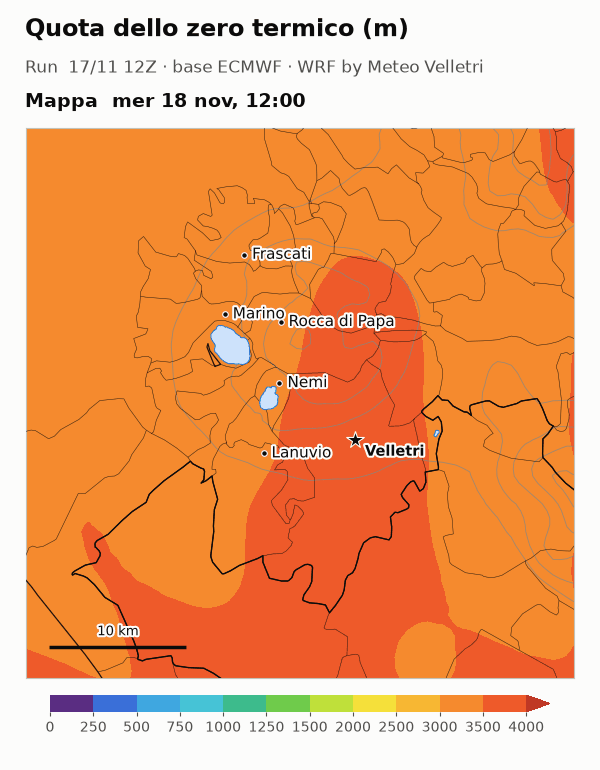 Quota dello zero termico (m)
Run  17/11 12Z · base ECMWF · WRF by Meteo Velletri
Mappa  mer 18 nov, 12:00
Frascati
Marino
Rocca di Papa
Nemi
Velletri
Lanuvio
10 km
0 250 500 750 1000 1250 1500 2000 2500 3000 3500 4000